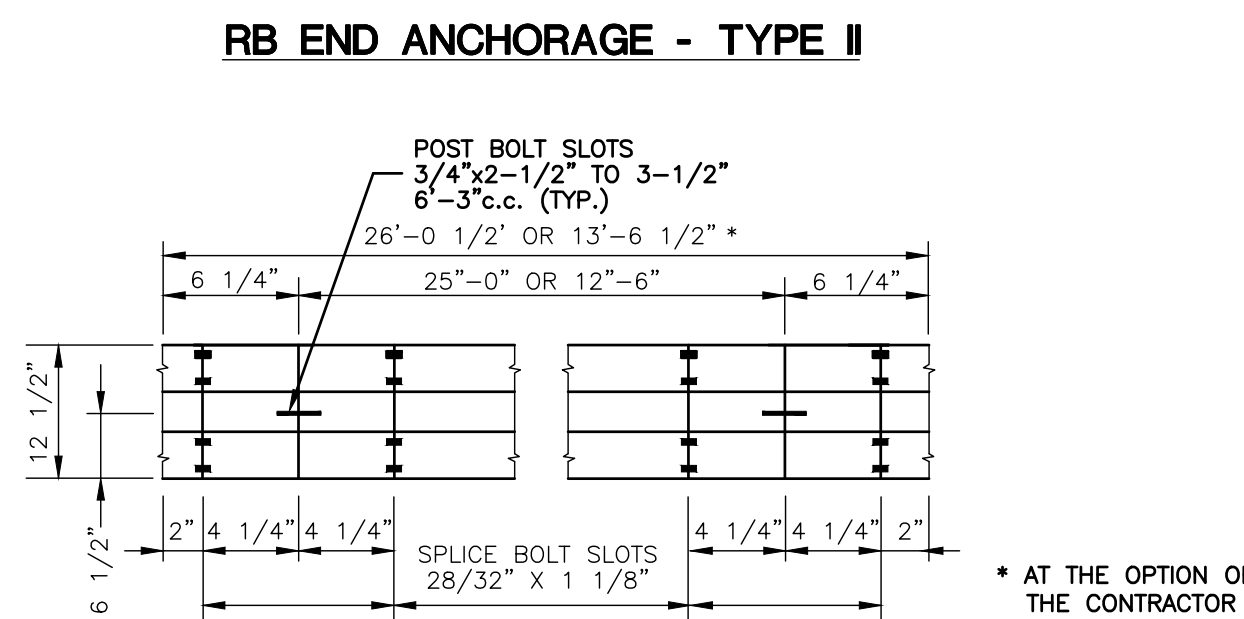 RB END ANCHORAGE - TYPE II
POST BOLT SLOTS
3/4"x2-1/2" TO 3-1/2"
6'-3"c.c. (TYP.)
26'-0 1/2' OR 13'-6 1/2" *
6 1/4"
25"-0" OR 12"-6"
6 1/4"
12 1/2"
6 1/2"
2"
4 1/4"
4 1/4"
4 1/4"
4 1/4"
2"
SPLICE BOLT SLOTS
28/32" X 1 1/8"
* AT THE OPTION
THE CONTRACTOR